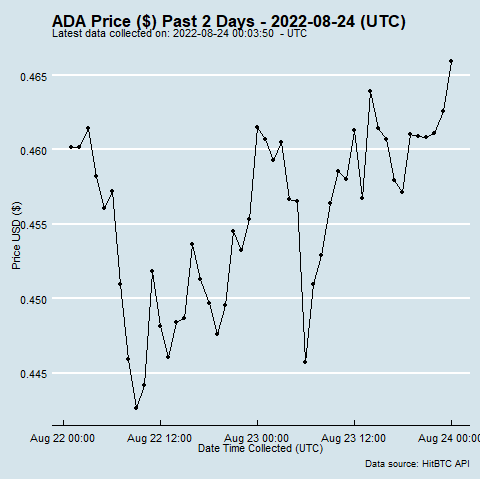 ADA Price ($) Past 2 Days - 2022-08-24 (UTC)
Latest data collected on: 2022-08-24 00:03:50  - UTC
0.465
0.460
0.455
0.450
0.445
Price USD ($)
Aug 22 00:00 Aug 22 12:00 Aug 23 00:00 Aug 23 12:00 Aug 24 00:00
Date Time Collected (UTC)
Data source: HitBTC API